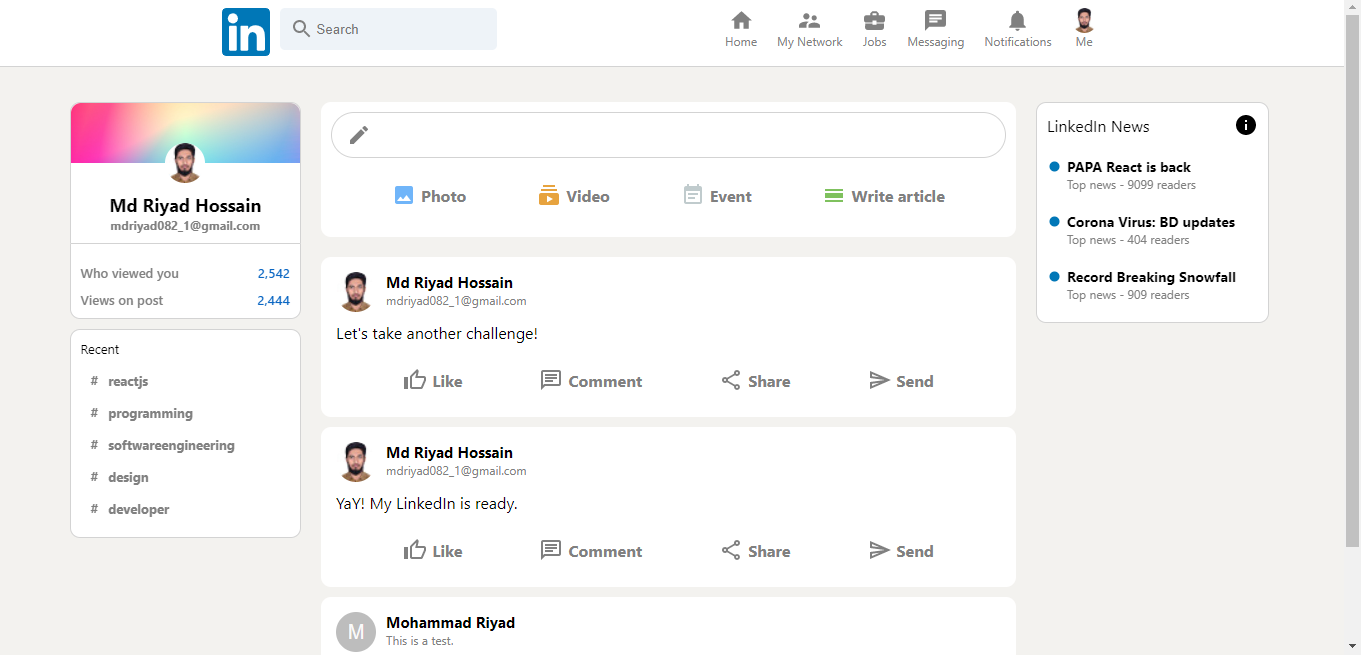 in
Search
Home
My Network
Jobs
Messaging
Notifications
Me
Md Riyad Hossain
mdriyad082_1@gmail.com
Who viewed you 2,542
Views on post 2,444
Recent
# reactjs
# programming
# softwareengineering
# design
# developer
Photo
Video
Event
Write article
Md Riyad Hossain
mdriyad082_1@gmail.com
Let's take another challenge!
Like
Comment
Share
Send
Md Riyad Hossain
mdriyad082_1@gmail.com
YaY! My LinkedIn is ready.
Like
Comment
Share
Send
M
Mohammad Riyad
This is a test.
LinkedIn News
PAPA React is back
Top news - 9099 readers
Corona Virus: BD updates
Top news - 404 readers
Record Breaking Snowfall
Top news - 909 readers